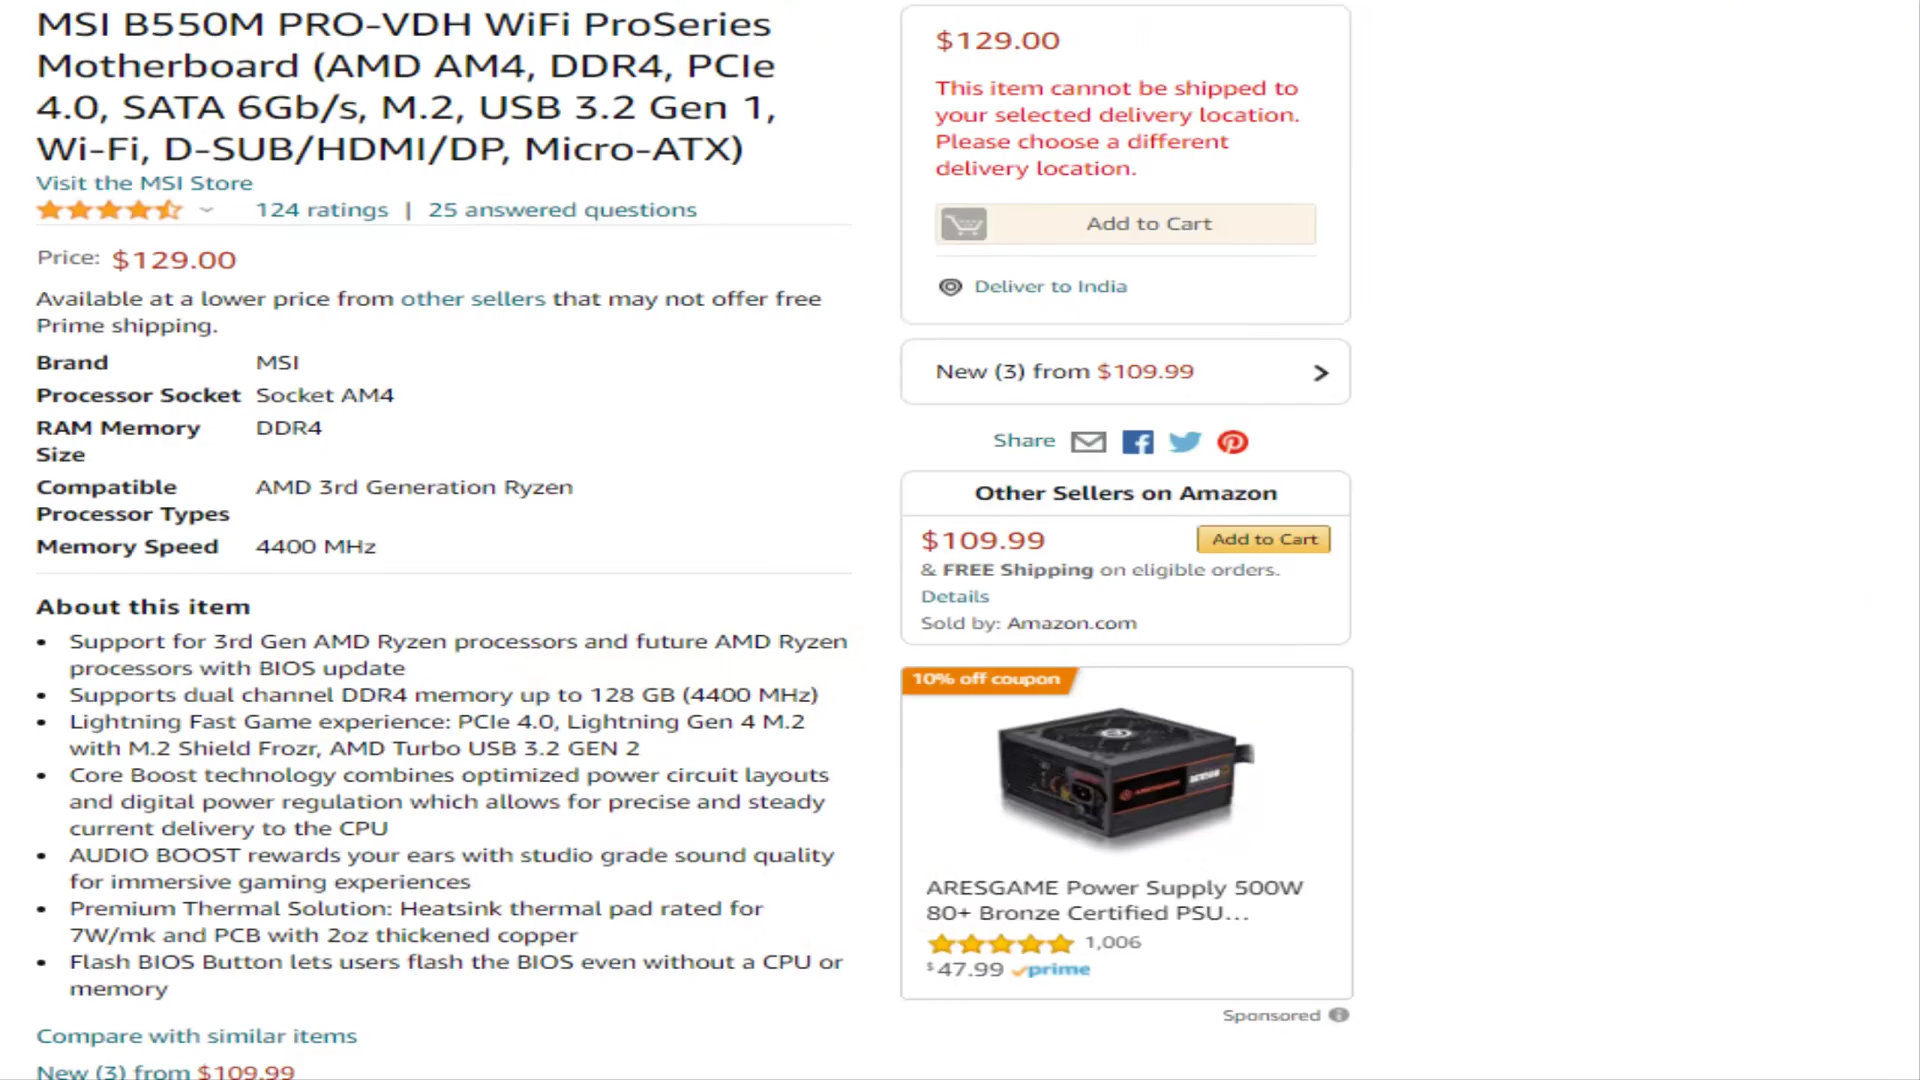 MSI B550M PRO-VDH WiFi ProSeries
Motherboard (AMD AM4, DDR4, PCIe
4.0, SATA 6Gb/s, M.2, USB 3.2 Gen 1,
Wi-Fi, D-SUB/HDMI/DP, Micro-ATX)
Visit the MSI Store
124 ratings | 25 answered questions
Price: $129.00
Available at a lower price from other sellers that may not offer free
Prime shipping.
Brand MSI
Processor Socket Socket AM4
RAM Memory DDR4
Size
Compatible AMD 3rd Generation Ryzen
Processor Types
Memory Speed 4400 MHz
About this item
• Support for 3rd Gen AMD Ryzen processors and future AMD Ryzen
processors with BIOS update
• Supports dual channel DDR4 memory up to 128 GB (4400 MHz)
• Lightning Fast Game experience: PCIe 4.0, Lightning Gen 4 M.2
with M.2 Shield Frozr, AMD Turbo USB 3.2 GEN 2
• Core Boost technology combines optimized power circuit layouts
and digital power regulation which allows for precise and steady
current delivery to the CPU
• AUDIO BOOST rewards your ears with studio grade sound quality
for immersive gaming experiences
• Premium Thermal Solution: Heatsink thermal pad rated for
7W/mk and PCB with 2oz thickened copper
• Flash BIOS Button lets users flash the BIOS even without a CPU or
memory
Compare with similar items
New (3) from $109.99
$129.00
This item cannot be shipped to
your selected delivery location.
Please choose a different
delivery location.
Add to Cart
Deliver to India
New (3) from $109.99
Share
Other Sellers on Amazon
$109.99 Add to Cart
& FREE Shipping on eligible orders.
Details
Sold by: Amazon.com
10% off coupon
ARESGAME Power Supply 500W
80+ Bronze Certified PSU...
1,006
$47.99 prime
Sponsored